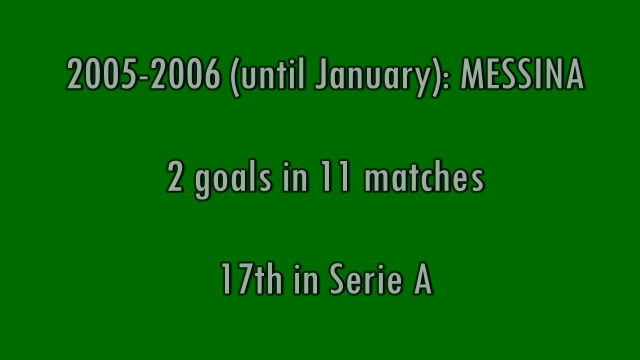 2005-2006 (until January): MESSINA
2 goals in 11 matches
17th in Serie A